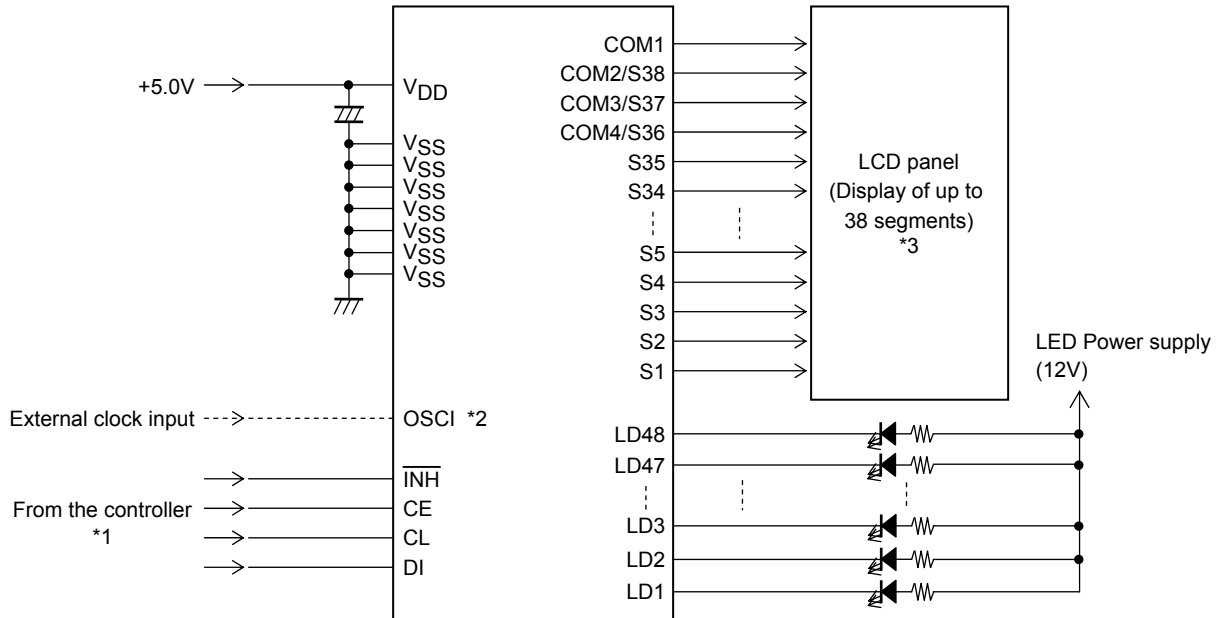 +5.0V
VDD
VSS
VSS
VSS
VSS
VSS
VSS
VSS
External clock input
OSCI *2
From the controller
*1
INH
CE
CL
DI
COM1
COM2/S38
COM3/S37
COM4/S36
S35
S34
S5
S4
S3
S2
S1
LD48
LD47
LD3
LD2
LD1
LCD panel
(Display of up to
38 segments)
*3
LED Power supply
(12V)